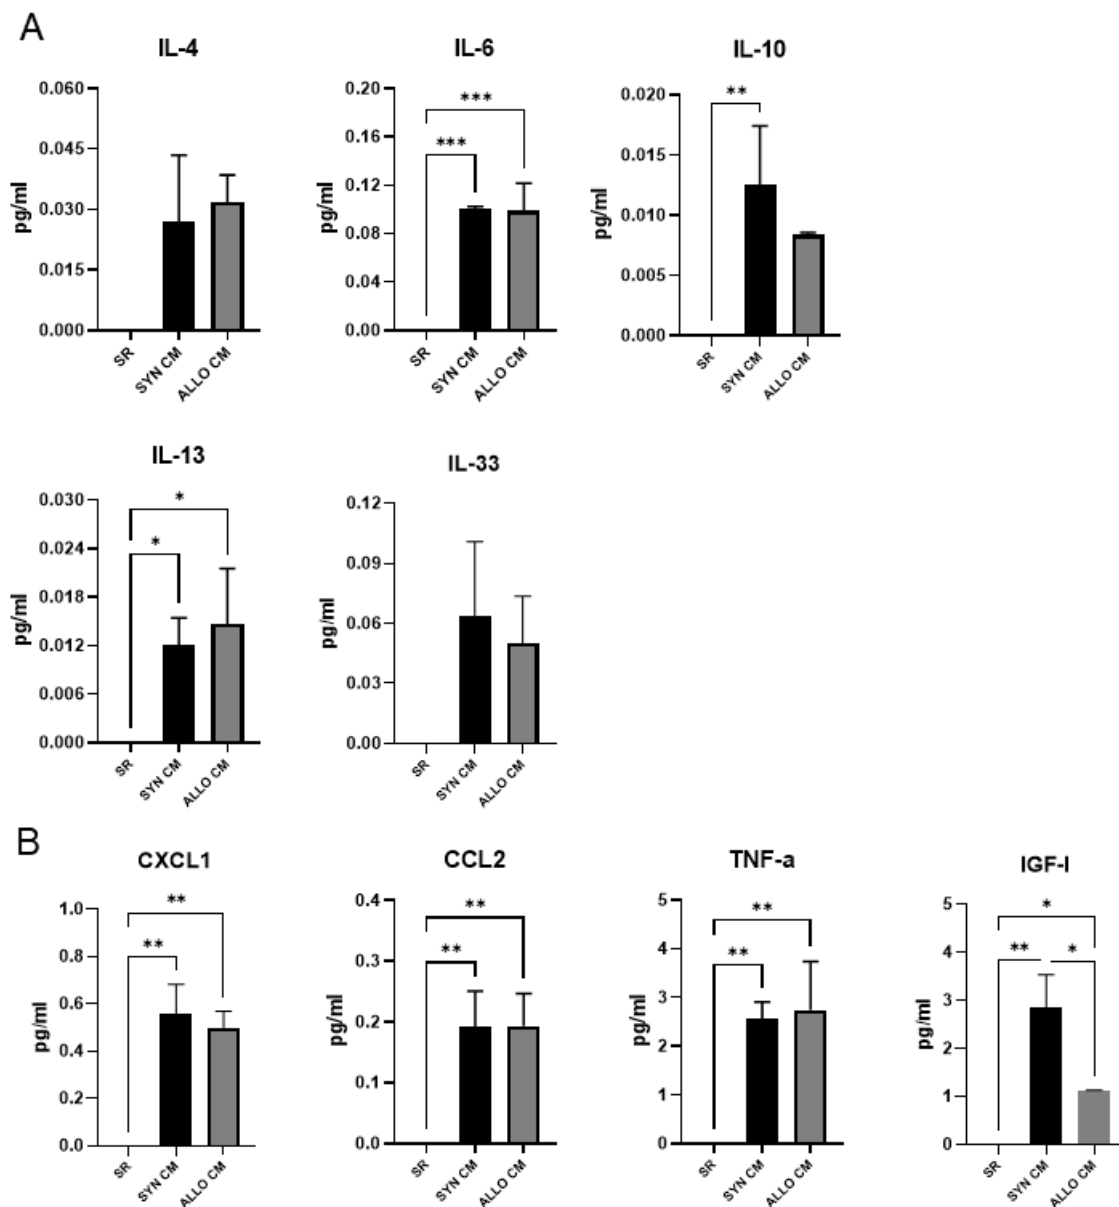 A
IL-4
0.060
0.045
0.030
0.015
0.000
pg/ml
SR
SYN CM
ALLO CM
IL-6
0.20
0.16
0.12
0.08
0.04
0.00
pg/ml
***
***
SR
SYN CM
ALLO CM
IL-10
0.020
0.015
0.010
0.005
0.000
pg/ml
**
SR
SYN CM
ALLO CM
IL-13
0.030
0.024
0.018
0.012
0.006
0.000
pg/ml
*
*
SR
SYN CM
ALLO CM
IL-33
0.12
0.09
0.06
0.03
0.00
pg/ml
SR
SYN CM
ALLO CM
B
CXCL1
1.0
0.8
0.6
0.4
0.2
0.0
pg/ml
**
**
SR
SYN CM
ALLO CM
CCL2
0.4
0.3
0.2
0.1
0.0
pg/ml
**
**
SR
SYN CM
ALLO CM
TNF-a
5
4
3
2
1
0
pg/ml
**
**
SR
SYN CM
ALLO CM
IGF-I
5
4
3
2
1
0
pg/ml
*
**
*
SR
SYN CM
ALLO CM